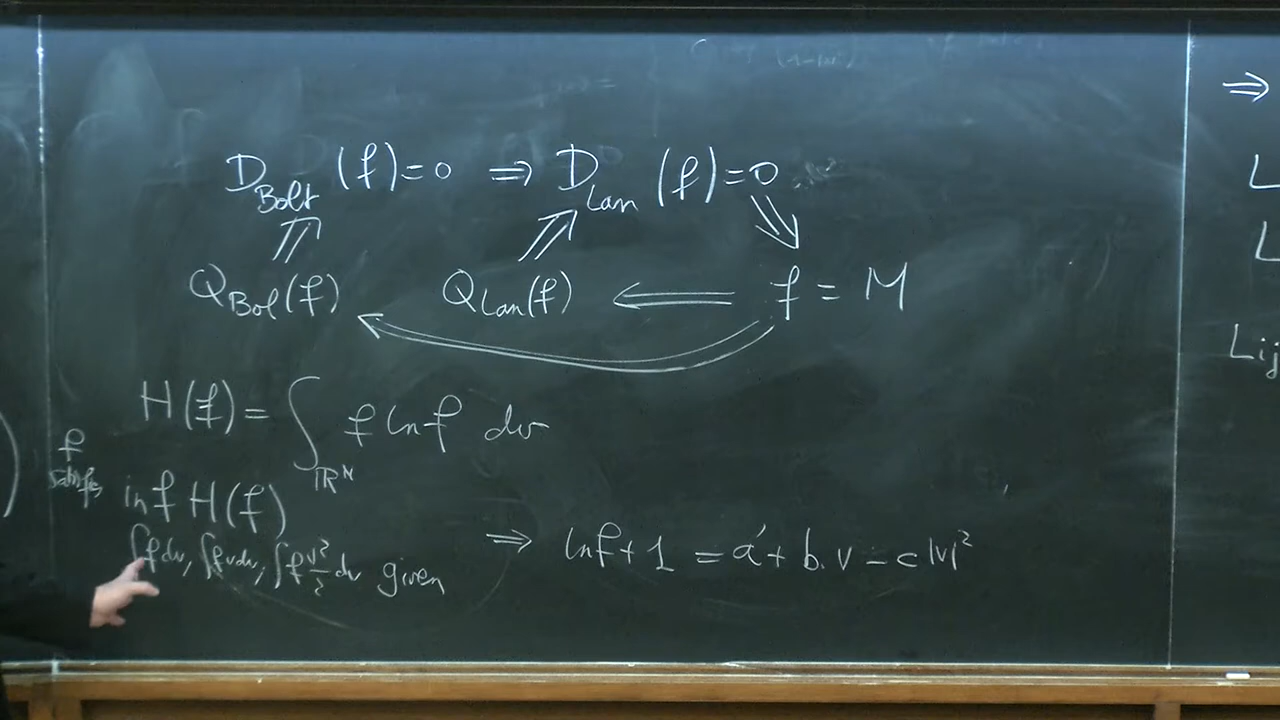 D_Bolt (f)=0 ⇒ D_Lan (f)=0
Q_Bol(f) Q_Lan(f) ⇐ f = M
H(f) = ∫_{ℝ^N} f ln f dv
f satisfies
inf H(f)
∫f dv, ∫f v dv, ∫f v²/2 dv given ⇒ ln f + 1 = a' + b.v - c|v|²
⇒
L
L
Lij